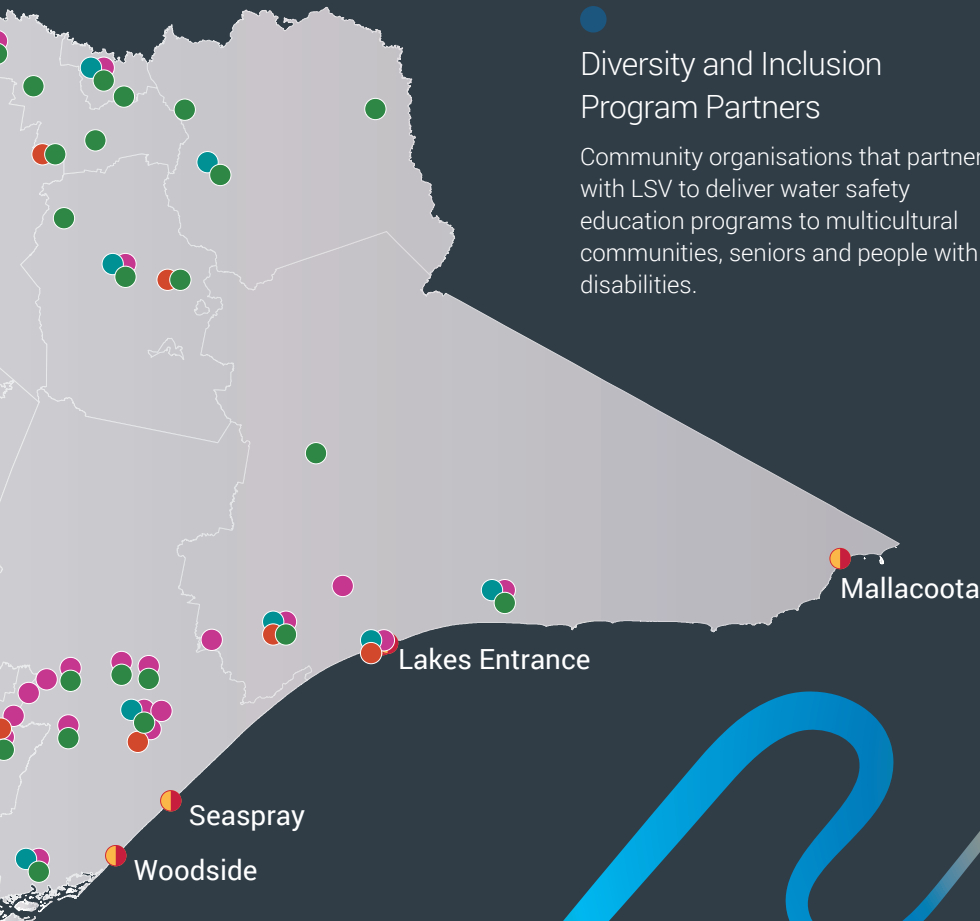 Diversity and Inclusion
Program Partners
Community organisations that partner
with LSV to deliver water safety
education programs to multicultural
communities, seniors and people with
disabilities.
Mallacoota
Lakes Entrance
Seaspray
Woodside